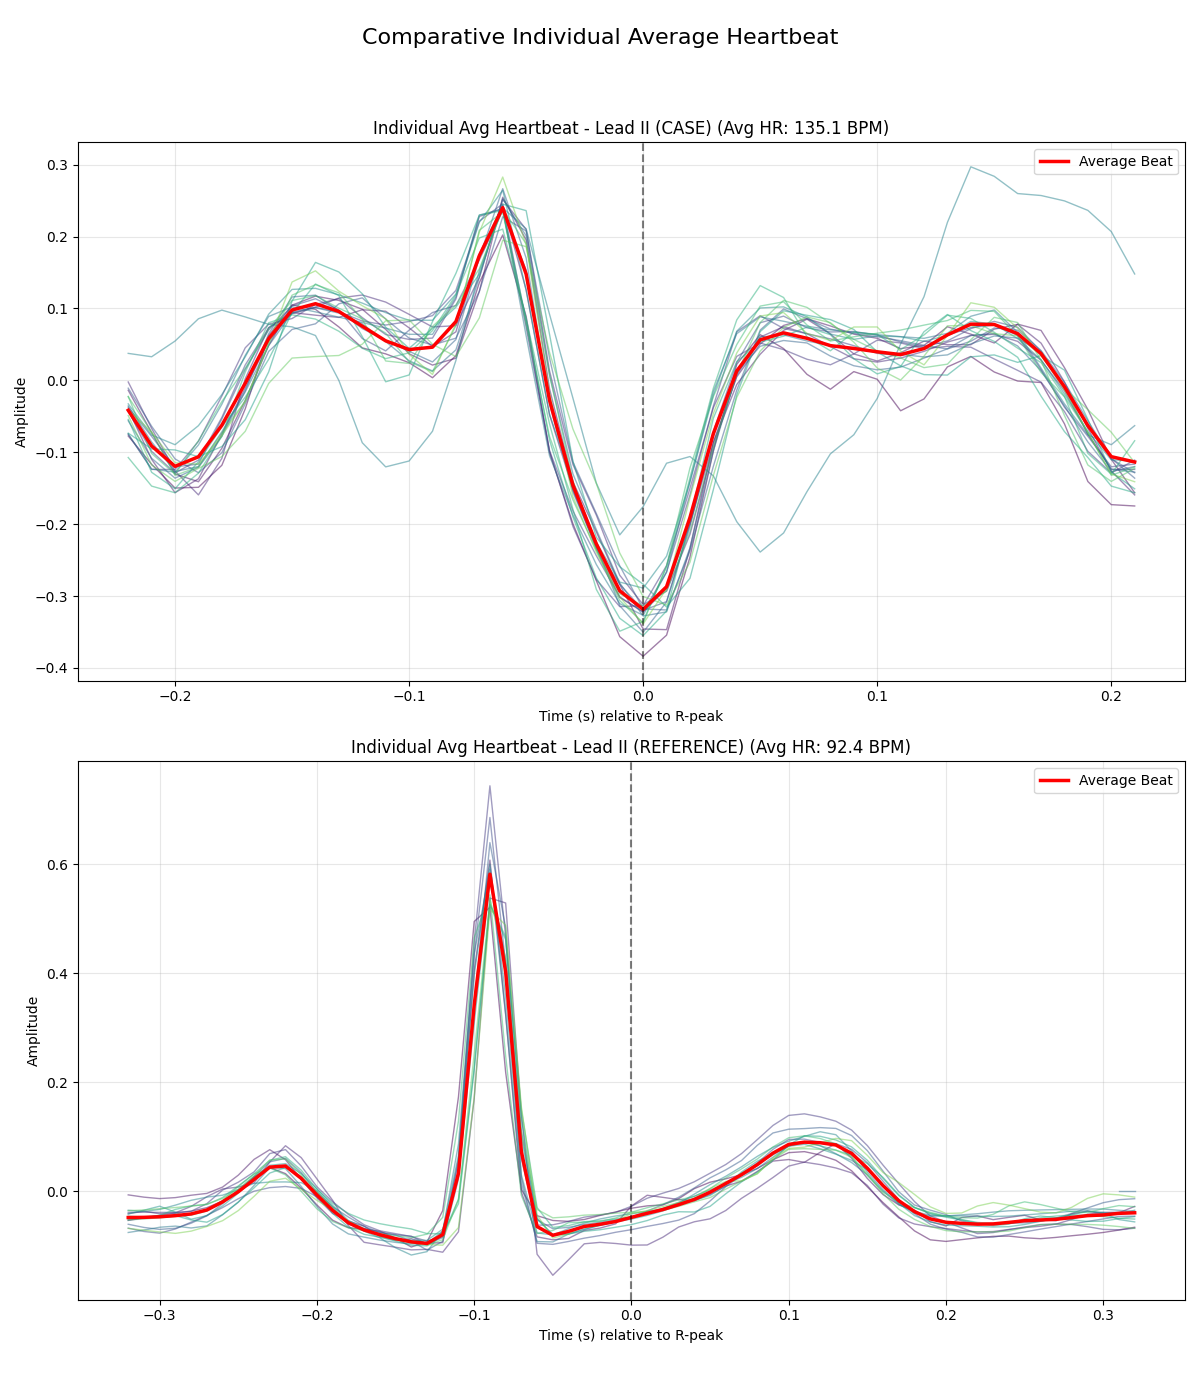 Comparative Individual Average Heartbeat
Individual Avg Heartbeat - Lead II (CASE) (Avg HR: 135.1 BPM)
Average Beat
Amplitude
0.3
0.2
0.1
0.0
−0.1
−0.2
−0.3
−0.4
−0.2
−0.1
0.0
0.1
0.2
Time (s) relative to R-peak
Individual Avg Heartbeat - Lead II (REFERENCE) (Avg HR: 92.4 BPM)
Average Beat
Amplitude
0.6
0.4
0.2
0.0
−0.3
−0.2
−0.1
0.0
0.1
0.2
0.3
Time (s) relative to R-peak